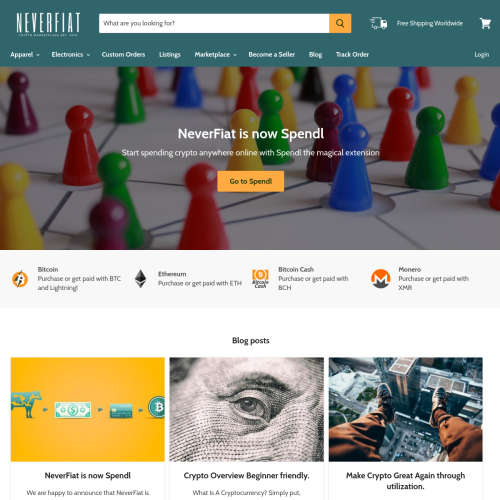 NEVERFIAT
What are you looking for?
Free Shipping Worldwide
Apparel
Electronics
Custom Orders
Listings
Marketplace
Become a Seller
Blog
Track Order
Login
NeverFiat is now Spendl
Start spending crypto anywhere online with Spendl the magical extension
Go to Spendl
Bitcoin
Purchase or get paid with BTC
and Lightning!
Ethereum
Purchase or get paid with ETH
Bitcoin
Cash
Bitcoin Cash
Purchase or get paid with
BCH
Monero
Purchase or get paid with
XMR
Blog posts
NeverFiat is now Spendl
We are happy to announce that NeverFiat is
Crypto Overview Beginner friendly.
What Is A Cryptocurrency? Simply put,
Make Crypto Great Again through
utilization.